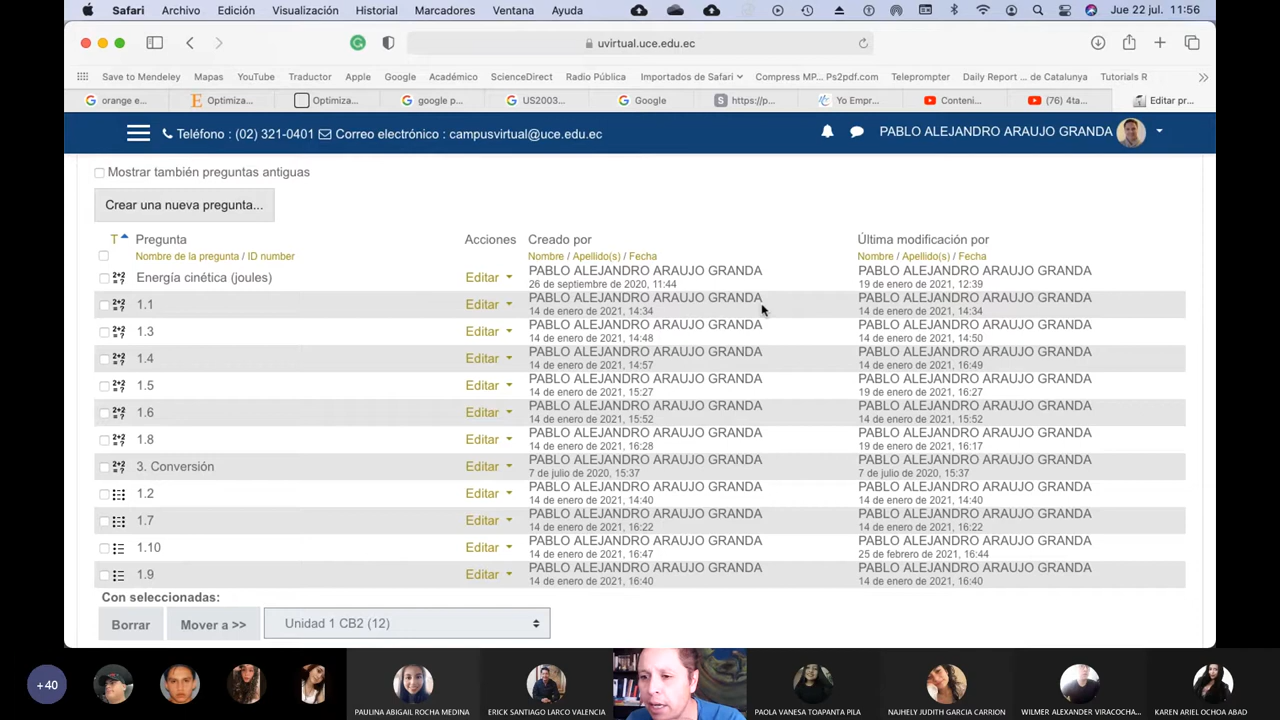 Safari Archivo Edición Visualización Historial Marcadores Ventana Ayuda Jue 22 jul. 11:56
uvirtual.uce.edu.ec
Save to Mendeley Mapas YouTube Traductor Apple Google Académico ScienceDirect Radio Pública Importados de Safari Compress MP... Ps2pdf.com Teleprompter Daily Report ... de Catalunya Tutorials R
orange e... Optimiza... Optimiza... google p... US2003... Google https://p... Yo Empr... Conteni... (76) 4ta... Editar pr...
Teléfono : (02) 321-0401 Correo electrónico : campusvirtual@uce.edu.ec PABLO ALEJANDRO ARAUJO GRANDA
Mostrar también preguntas antiguas
Crear una nueva pregunta...
T Pregunta Acciones Creado por Última modificación por
Nombre de la pregunta / ID number Nombre / Apellido(s) / Fecha Nombre / Apellido(s) / Fecha
2+2 =? Energía cinética (joules) Editar PABLO ALEJANDRO ARAUJO GRANDA PABLO ALEJANDRO ARAUJO GRANDA
26 de septiembre de 2020, 11:44 19 de enero de 2021, 12:39
2+2 =? 1.1 Editar PABLO ALEJANDRO ARAUJO GRANDA PABLO ALEJANDRO ARAUJO GRANDA
14 de enero de 2021, 14:34 14 de enero de 2021, 14:34
2+2 =? 1.3 Editar PABLO ALEJANDRO ARAUJO GRANDA PABLO ALEJANDRO ARAUJO GRANDA
14 de enero de 2021, 14:48 14 de enero de 2021, 14:50
2+2 =? 1.4 Editar PABLO ALEJANDRO ARAUJO GRANDA PABLO ALEJANDRO ARAUJO GRANDA
14 de enero de 2021, 14:57 14 de enero de 2021, 16:49
2+2 =? 1.5 Editar PABLO ALEJANDRO ARAUJO GRANDA PABLO ALEJANDRO ARAUJO GRANDA
14 de enero de 2021, 15:27 19 de enero de 2021, 16:27
2+2 =? 1.6 Editar PABLO ALEJANDRO ARAUJO GRANDA PABLO ALEJANDRO ARAUJO GRANDA
14 de enero de 2021, 15:52 14 de enero de 2021, 15:52
2+2 =? 1.8 Editar PABLO ALEJANDRO ARAUJO GRANDA PABLO ALEJANDRO ARAUJO GRANDA
14 de enero de 2021, 16:28 19 de enero de 2021, 16:17
2+2 =? 3. Conversión Editar PABLO ALEJANDRO ARAUJO GRANDA PABLO ALEJANDRO ARAUJO GRANDA
7 de julio de 2020, 15:37 7 de julio de 2020, 15:37
1.2 Editar PABLO ALEJANDRO ARAUJO GRANDA PABLO ALEJANDRO ARAUJO GRANDA
14 de enero de 2021, 14:40 14 de enero de 2021, 14:40
1.7 Editar PABLO ALEJANDRO ARAUJO GRANDA PABLO ALEJANDRO ARAUJO GRANDA
14 de enero de 2021, 16:22 14 de enero de 2021, 16:22
1.10 Editar PABLO ALEJANDRO ARAUJO GRANDA PABLO ALEJANDRO ARAUJO GRANDA
14 de enero de 2021, 16:47 25 de febrero de 2021, 16:44
1.9 Editar PABLO ALEJANDRO ARAUJO GRANDA PABLO ALEJANDRO ARAUJO GRANDA
14 de enero de 2021, 16:40 14 de enero de 2021, 16:40
Con seleccionadas:
Borrar Mover a >> Unidad 1 CB2 (12)
+40 PAULINA ABIGAIL ROCHA MEDINA ERICK SANTIAGO LARCO VALENCIA PAOLA VANESA TOAPANTA PILA NAJHELY JUDITH GARCIA CARRION WILMER ALEXANDER VIRACOCHA... KAREN ARIEL OCHOA ABAD